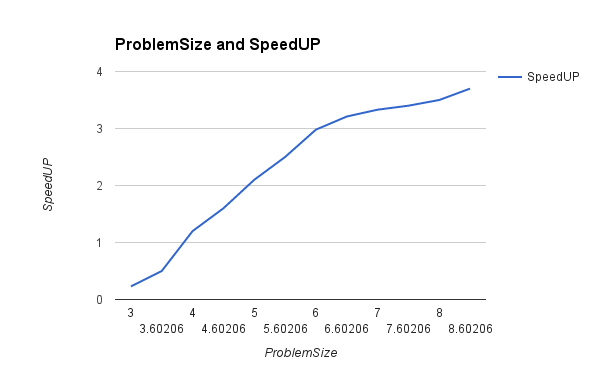 ProblemSize and SpeedUP
SpeedUP
4
3
2
1
0
SpeedUP
3 4 5 6 7 8
3.60206 4.60206 5.60206 6.60206 7.60206 8.60206
ProblemSize